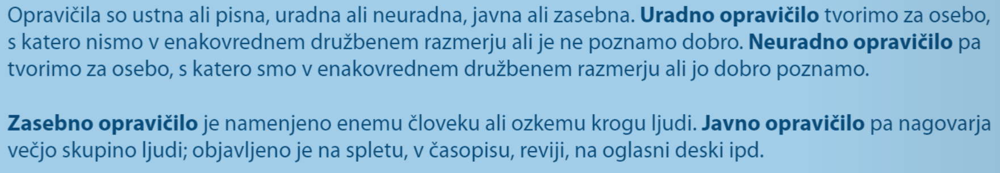 Opravičila so ustna ali pisna, uradna ali neuradna, javna ali zasebna. Uradno opravičilo tvorimo za osebo,
s katero nismo v enakovrednem družbenem razmerju ali je ne poznamo dobro. Neuradno opravičilo pa
tvorimo za osebo, s katero smo v enakovrednem družbenem razmerju ali jo dobro poznamo.
Zasebno opravičilo je namenjeno enemu človeku ali ozkemu krogu ljudi. Javno opravičilo pa nagovarja
večjo skupino ljudi; objavljeno je na spletu, v časopisu, reviji, na oglasni deski ipd.